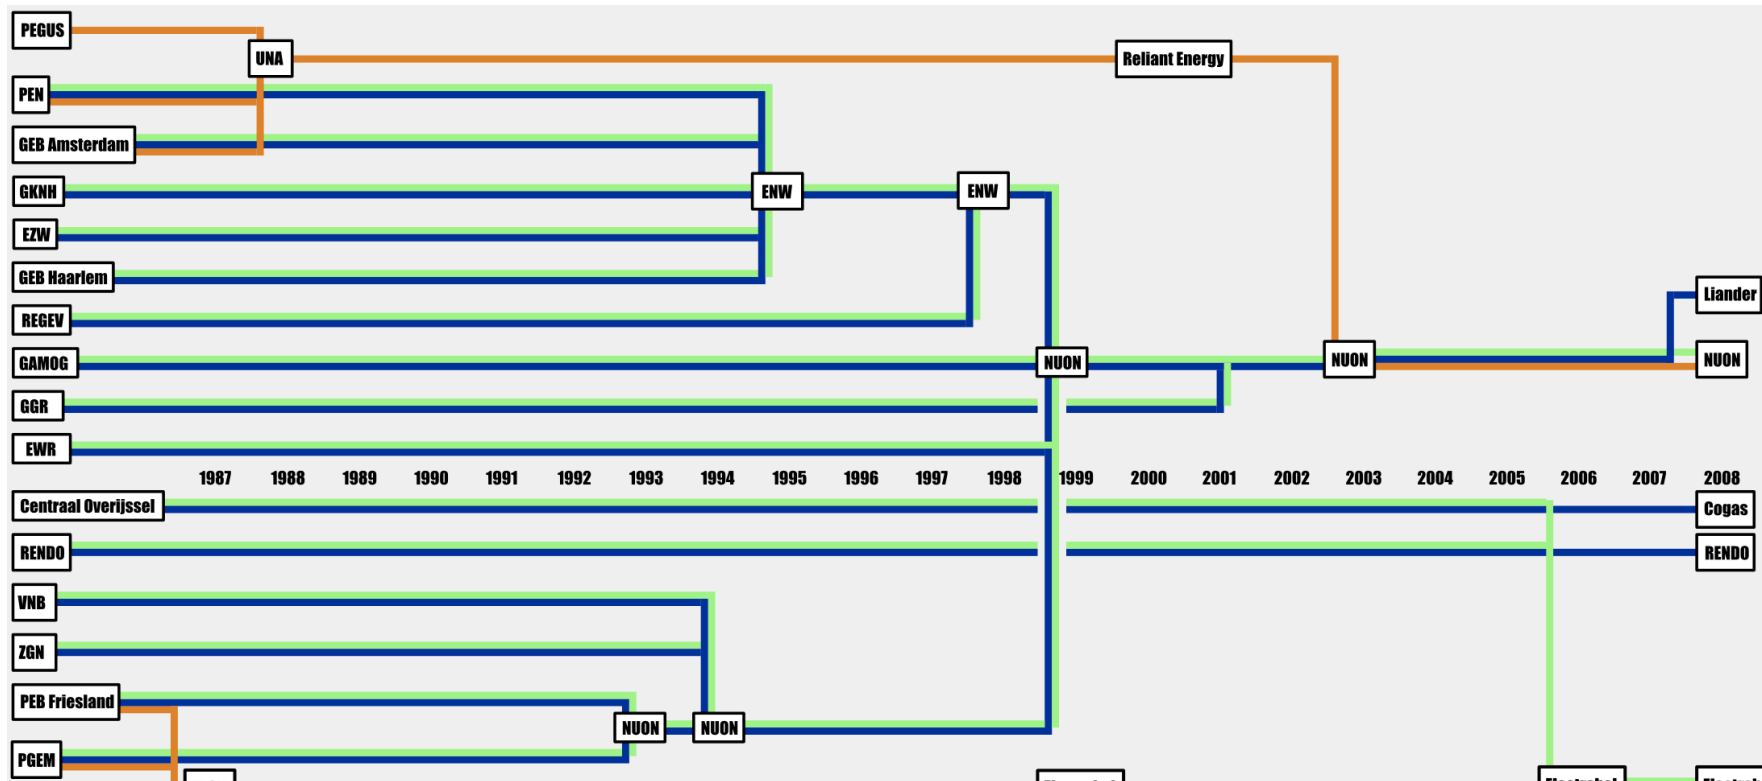 PEGUS
UNA
Reliant Energy
PEN
GEB Amsterdam
GKNH
ENW
ENW
EZW
GEB Haarlem
Liander
REGEV
GAMOG
NUON
NUON
NUON
GGR
EWR
1987 1988 1989 1990 1991 1992 1993 1994 1995 1996 1997 1998 1999 2000 2001 2002 2003 2004 2005 2006 2007 2008
Centraal Overijssel
Cogas
RENDO
RENDO
VNB
ZGN
PEB Friesland
NUON
NUON
PGEM